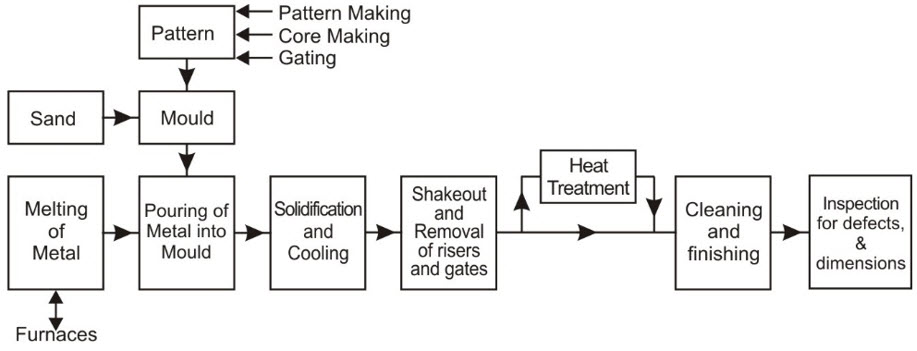 Pattern
Pattern Making
Core Making
Gating
Sand
Mould
Melting
of
Metal
Furnaces
Pouring of
Metal into
Mould
Solidification
and
Cooling
Shakeout
and
Removal
of risers
and gates
Heat
Treatment
Cleaning
and
finishing
Inspection
for defects,
&
dimensions